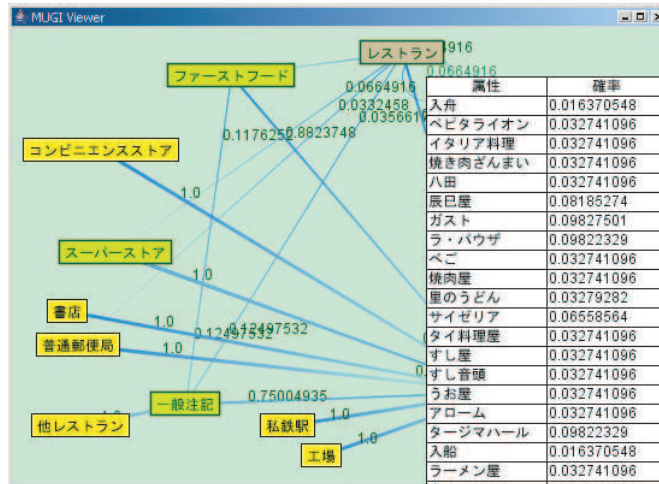 MUGI Viewer
レストラン
4916
ファーストフード
0.0664916
0.0664916
0.0332458
0.035661
0.1176252
0.8823748
コンビニエンスストア
1.0
スーパーストア
1.0
書店
1.0
0.12497532
0.12497532
普通郵便局
1.0
一般注記
0.75004935
他レストラン
私鉄駅
1.0
工場
1.0
属性 確率
入舟 0.016370548
ペピタライオン 0.032741096
イタリア料理 0.032741096
焼き肉ざんまい 0.032741096
八田 0.032741096
辰巳屋 0.08185274
ガスト 0.09827501
ラ・パウザ 0.09822329
べご 0.032741096
焼肉屋 0.032741096
里のうどん 0.03279282
サイゼリア 0.06558564
タイ料理屋 0.032741096
すし屋 0.032741096
すし音頭 0.032741096
うお屋 0.032741096
アローム 0.032741096
タージマハール 0.09822329
入船 0.016370548
ラーメン屋 0.032741096